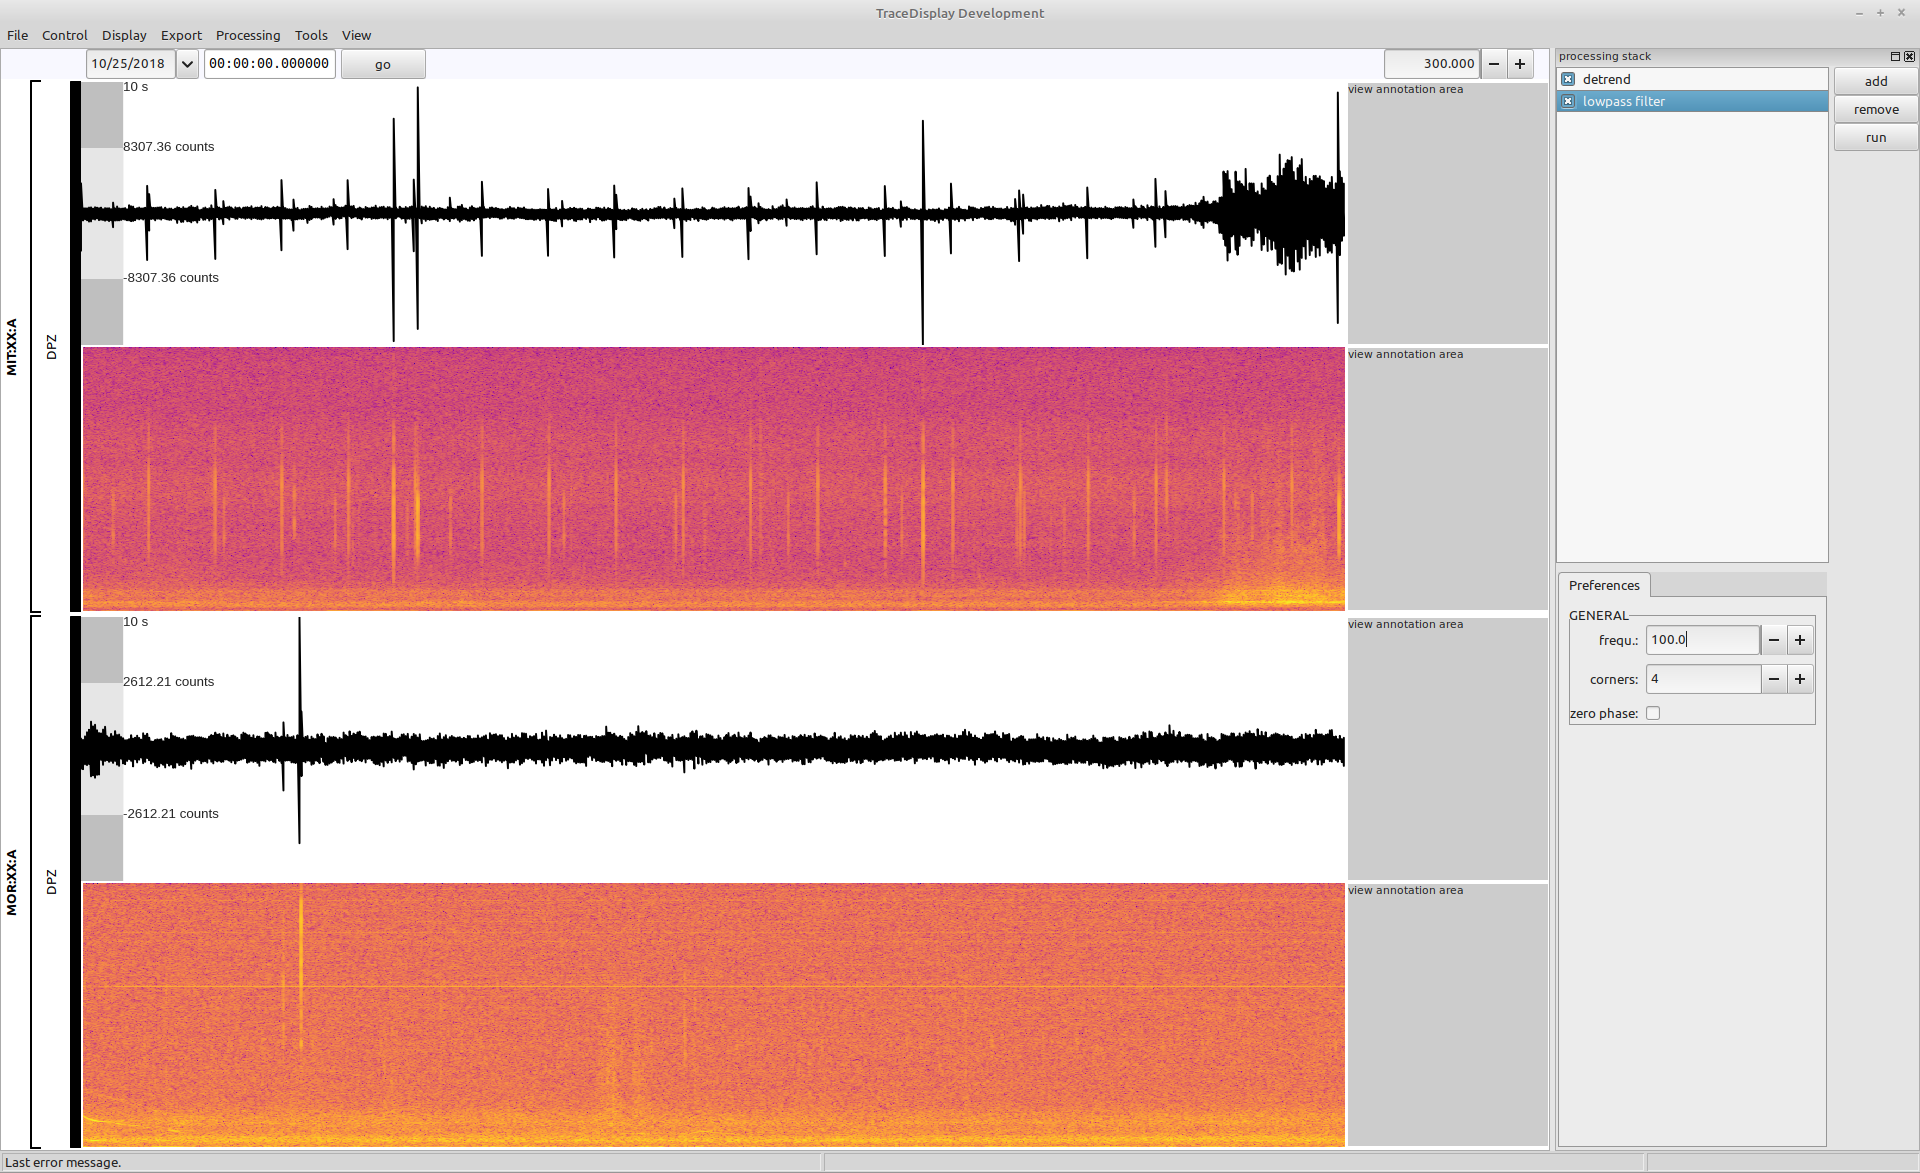 TraceDisplay Development
File Control Display Export Processing Tools View
10/25/2018 00:00:00.000000 go 300.000
processing stack
detrend
lowpass filter
add
remove
run
MIT:XX:A
DPZ
10 s
8307.36 counts
-8307.36 counts
view annotation area
view annotation area
MOR:XX:A
DPZ
10 s
2612.21 counts
-2612.21 counts
view annotation area
view annotation area
Preferences
GENERAL
frequ.: 100.0
corners: 4
zero phase:
Last error message.